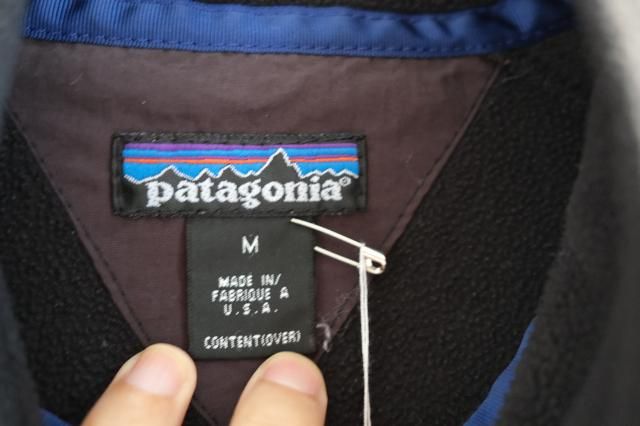 patagonia®
M
MADE IN/
FABRIQUE A
U.S.A.
CONTENT(OVER)